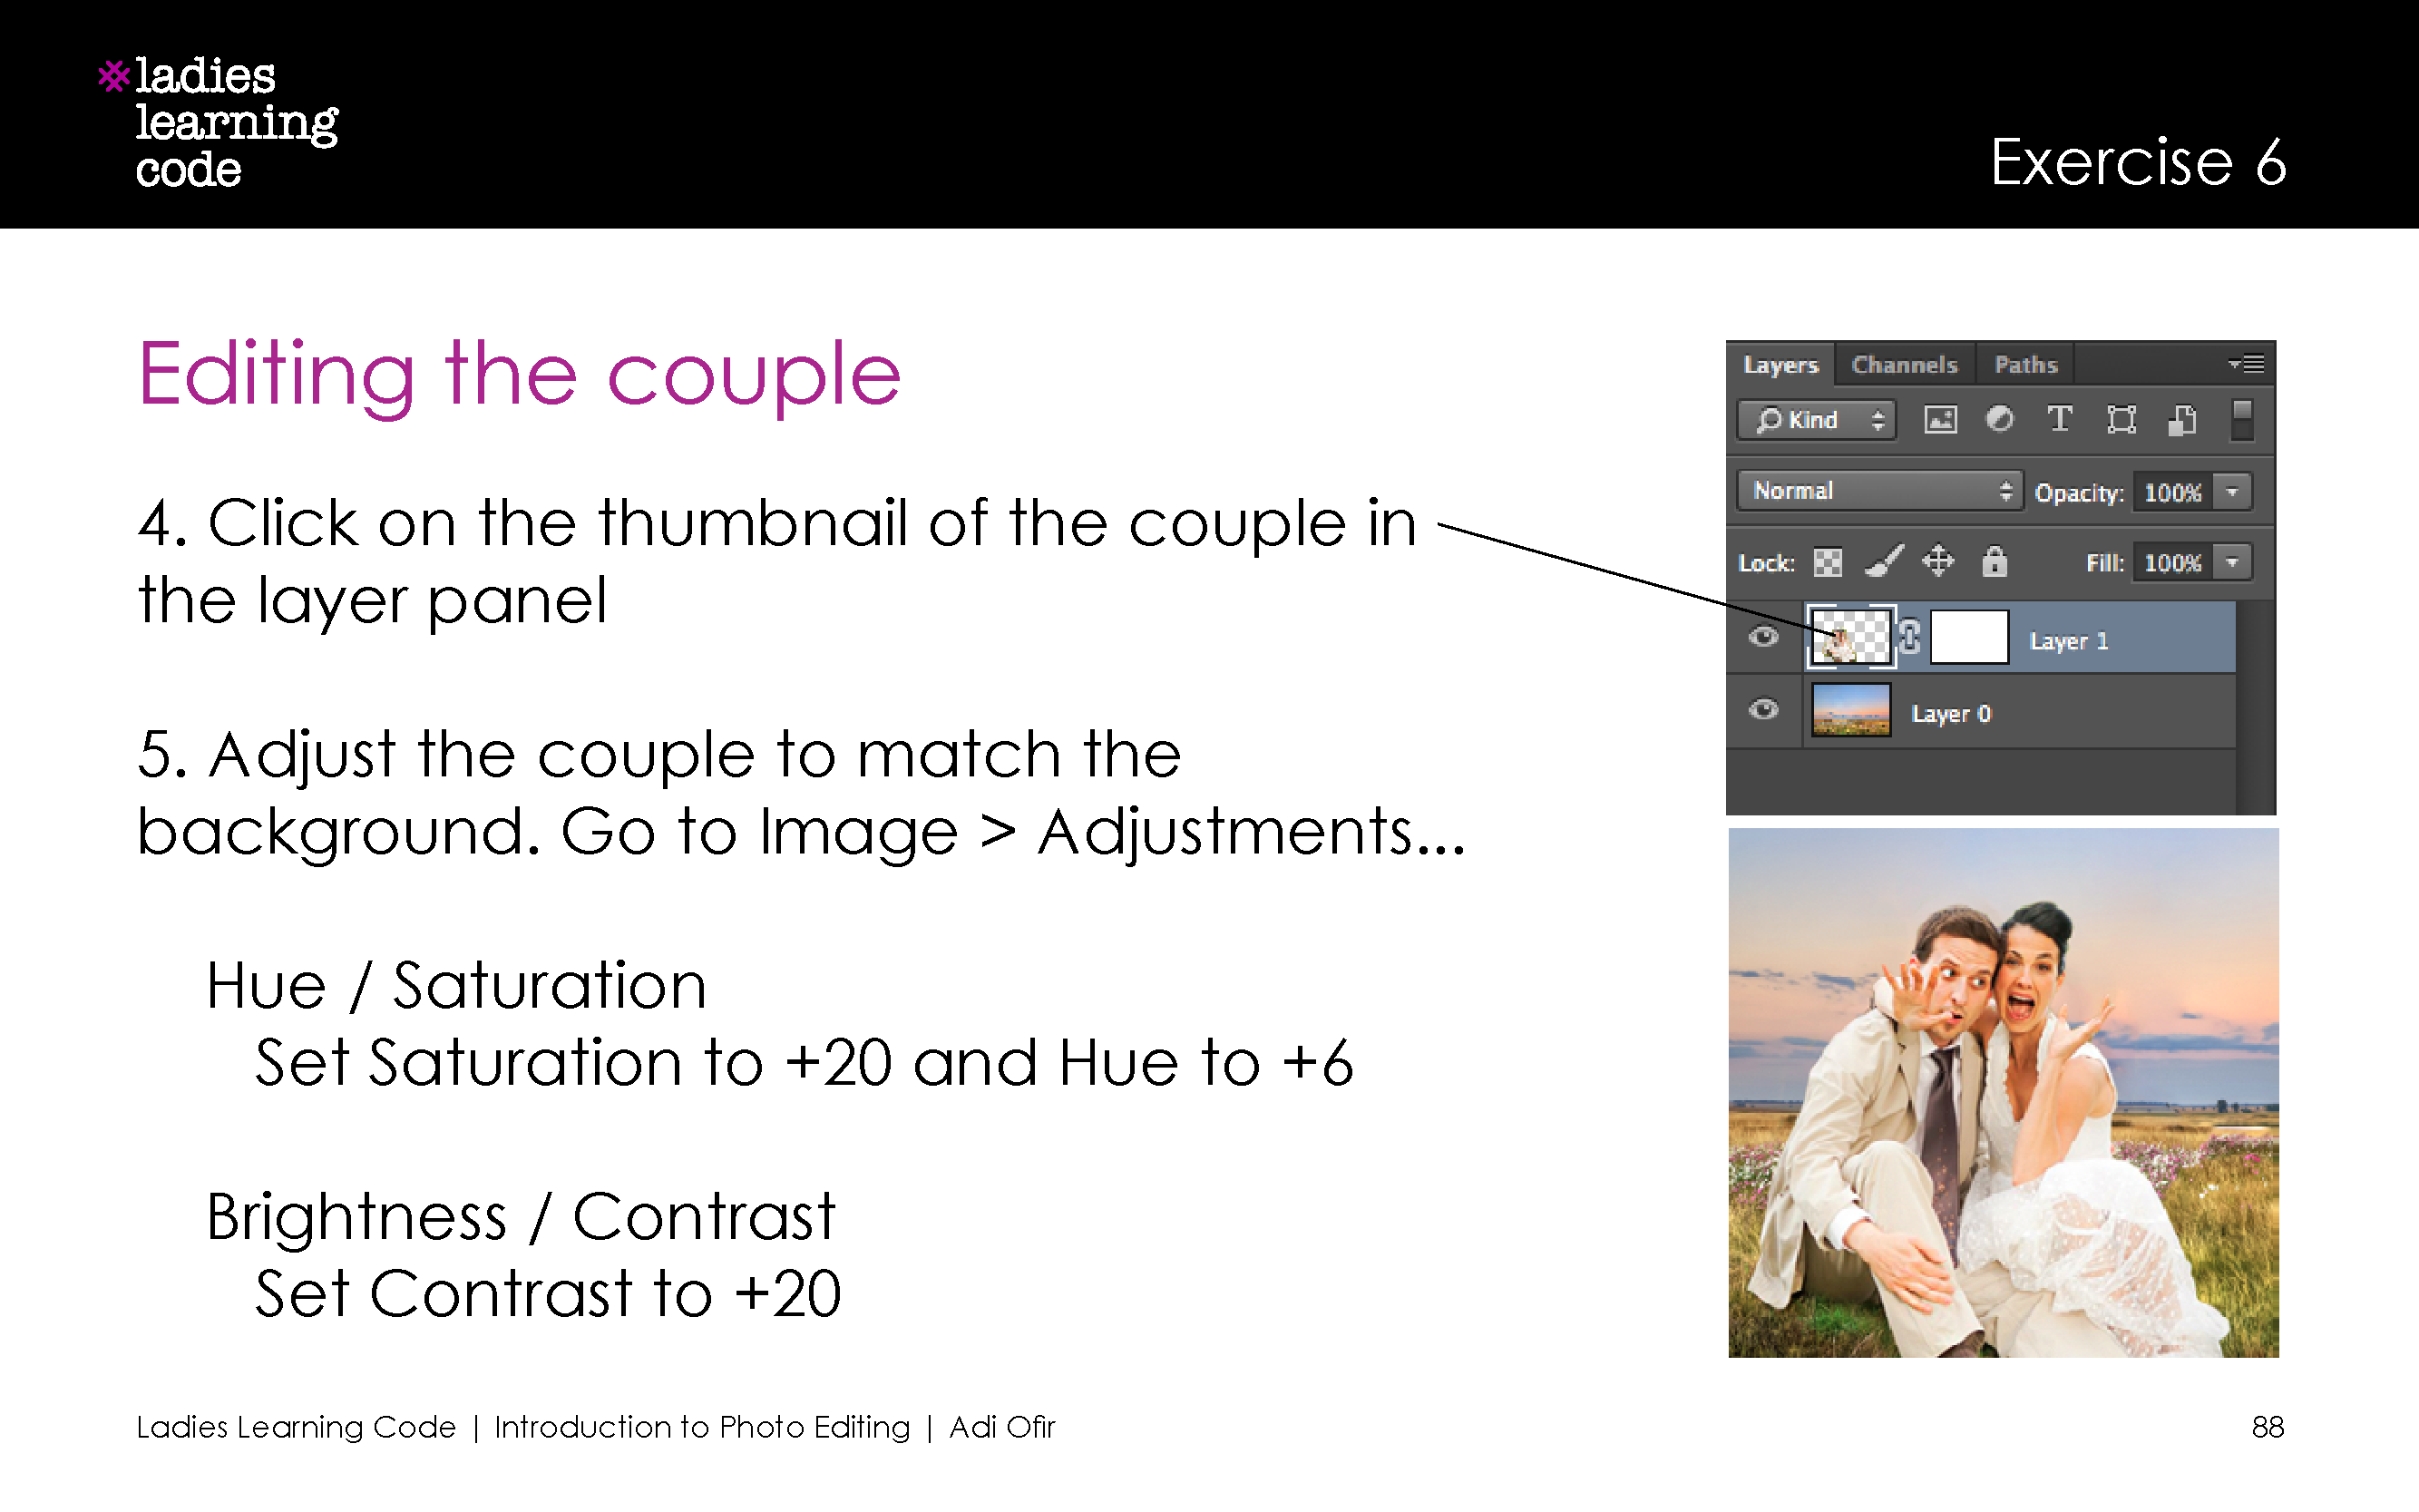 ladies
learning
code
Exercise 6
Editing the couple
4. Click on the thumbnail of the couple in
the layer panel
5. Adjust the couple to match the
background. Go to Image > Adjustments...
Hue / Saturation
Set Saturation to +20 and Hue to +6
Brightness / Contrast
Set Contrast to +20
Layers Channels Paths
Kind T
Normal Opacity: 100%
Lock: Fill: 100%
Layer 1
Layer 0
Ladies Learning Code | Introduction to Photo Editing | Adi Ofir
88